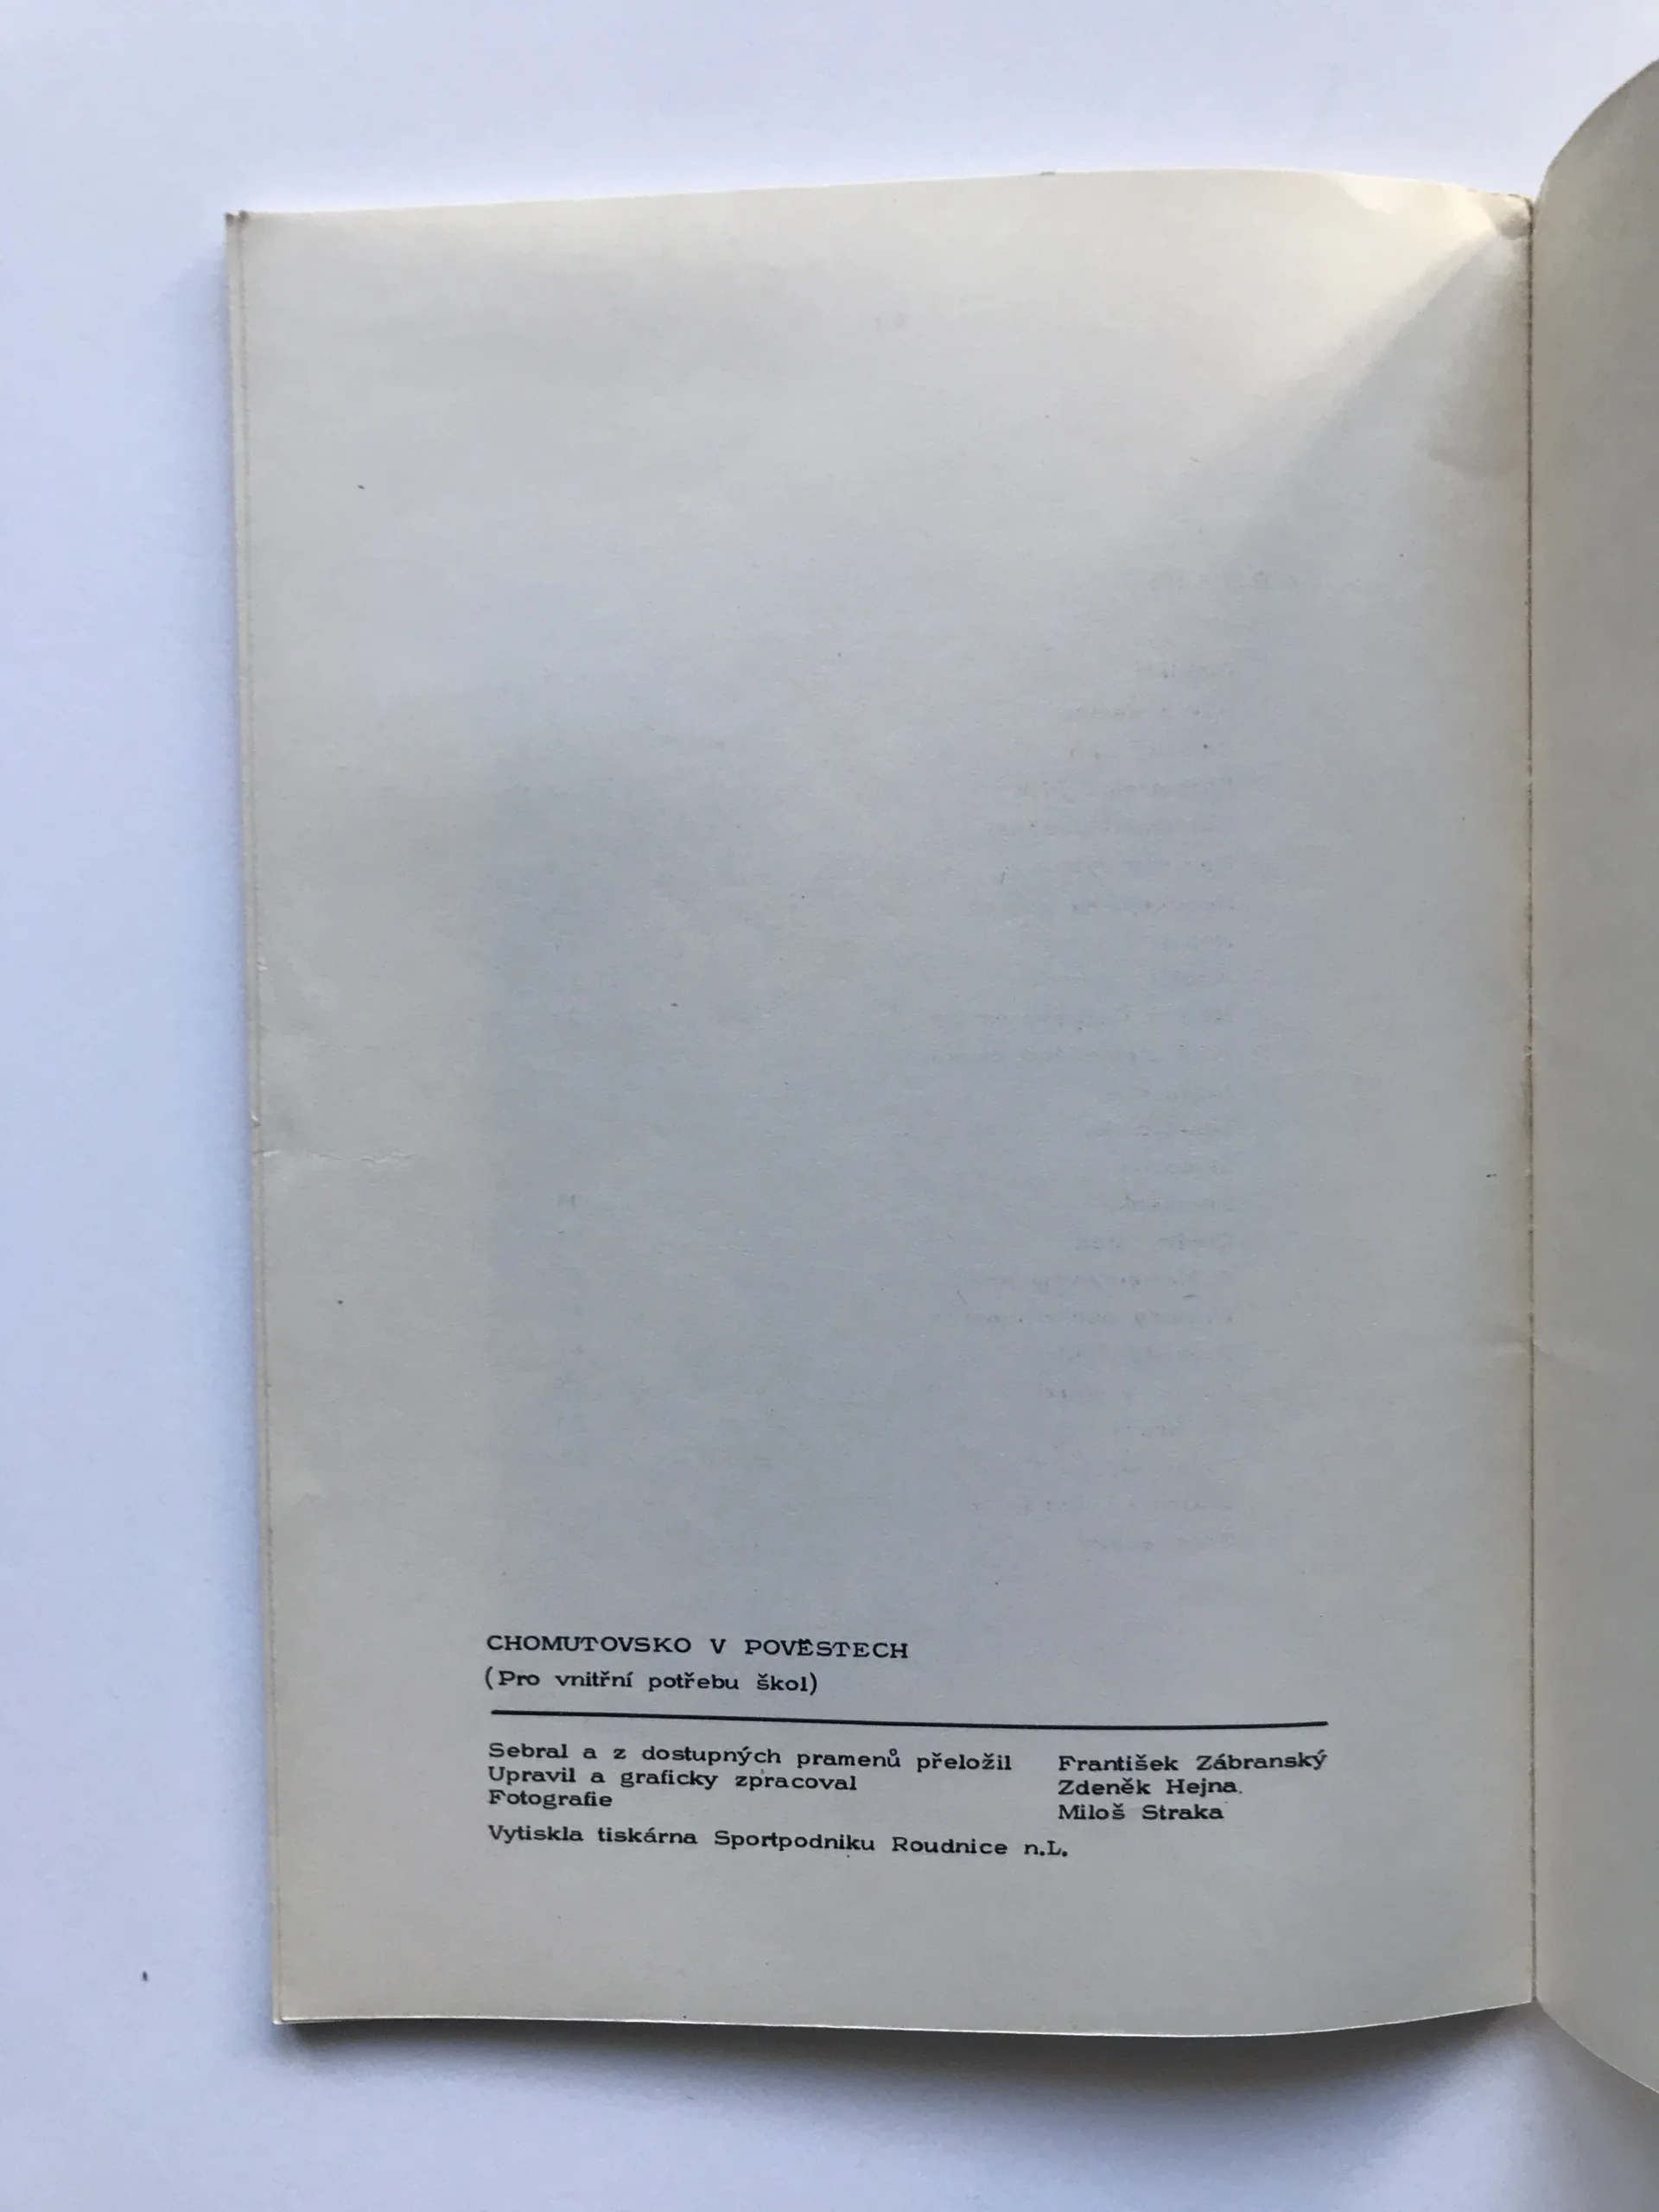 CHOMUTOVSKO V POVĚSTECH
(Pro vnitřní potřebu škol)
Sebral a z dostupných pramenů přeložil František Zábranský
Upravil a graficky zpracoval Zdeněk Hejna.
Fotografie Miloš Straka
Vytiskla tiskárna Sportpodniku Roudnice n.L.